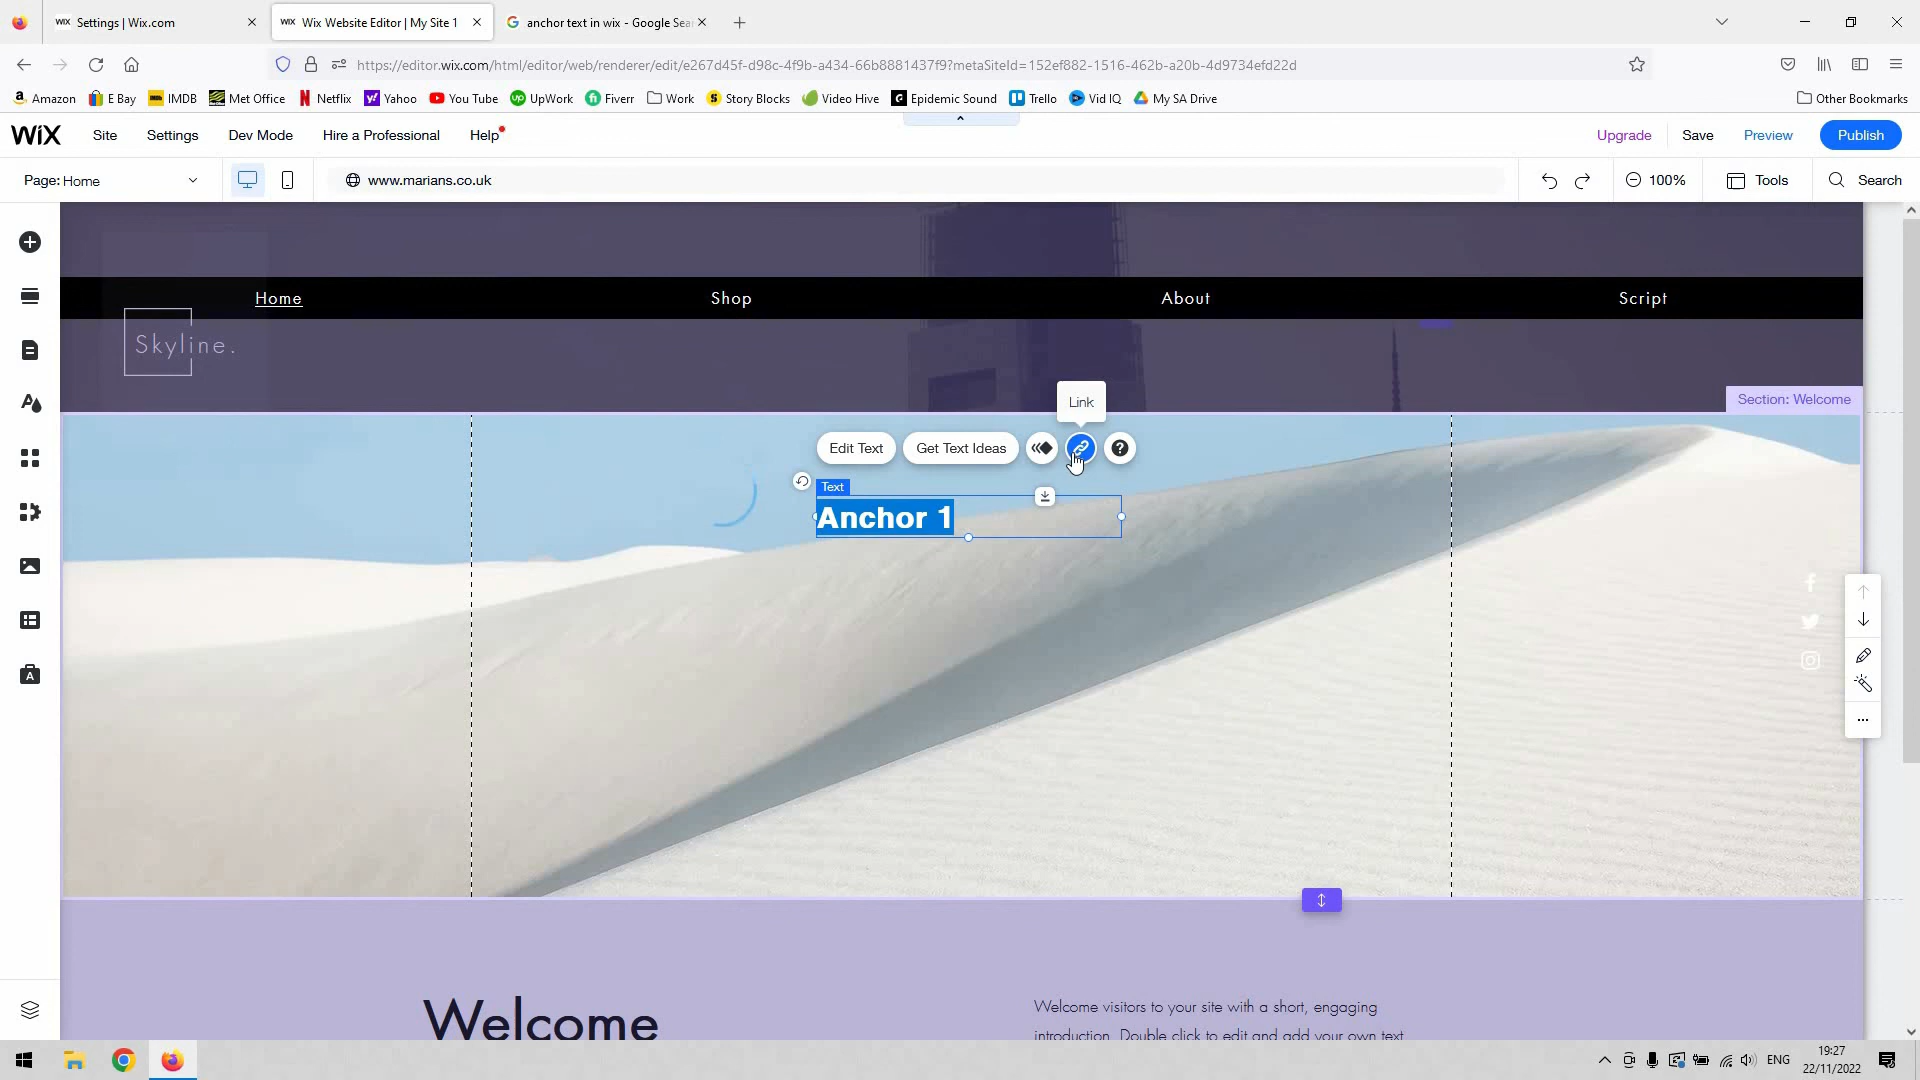 WiX Settings | Wix.com
WiX Wix Website Editor | My Site 1
anchor text in wix - Google Sea
https://editor.wix.com/html/editor/web/renderer/edit/e267d45f-d98c-4f9b-a434-66b8881437f9?metaSiteId=152ef882-1516-462b-a20b-4d9734efd22d
Amazon
E Bay
IMDB
Met Office
Netflix
Yahoo
You Tube
UpWork
Fiverr
Work
Story Blocks
Video Hive
Epidemic Sound
Trello
Vid IQ
My SA Drive
Other Bookmarks
WiX
Site
Settings
Dev Mode
Hire a Professional
Help
Upgrade
Save
Preview
Publish
Page: Home
www.marians.co.uk
100%
Tools
Search
Home
Shop
About
Script
Skyline.
Link
Section: Welcome
Edit Text
Get Text Ideas
Text
Anchor 1
Welcome
Welcome visitors to your site with a short, engaging
introduction. Double click to edit and add your own text
ENG
19:27
22/11/2022